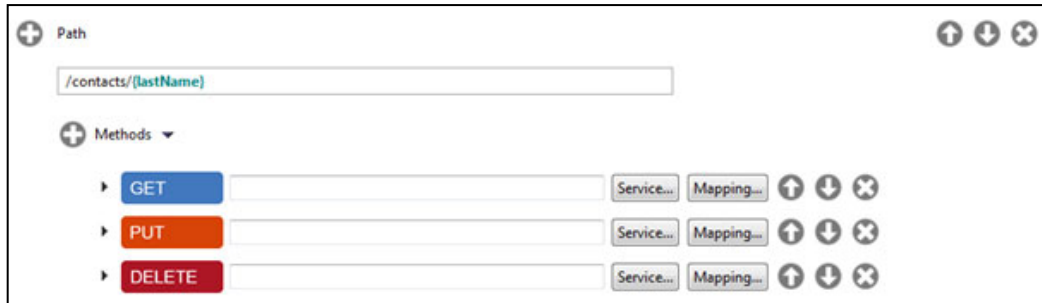 Path
/contacts/{lastName}
Methods
GET Service... Mapping...
PUT Service... Mapping...
DELETE Service... Mapping...